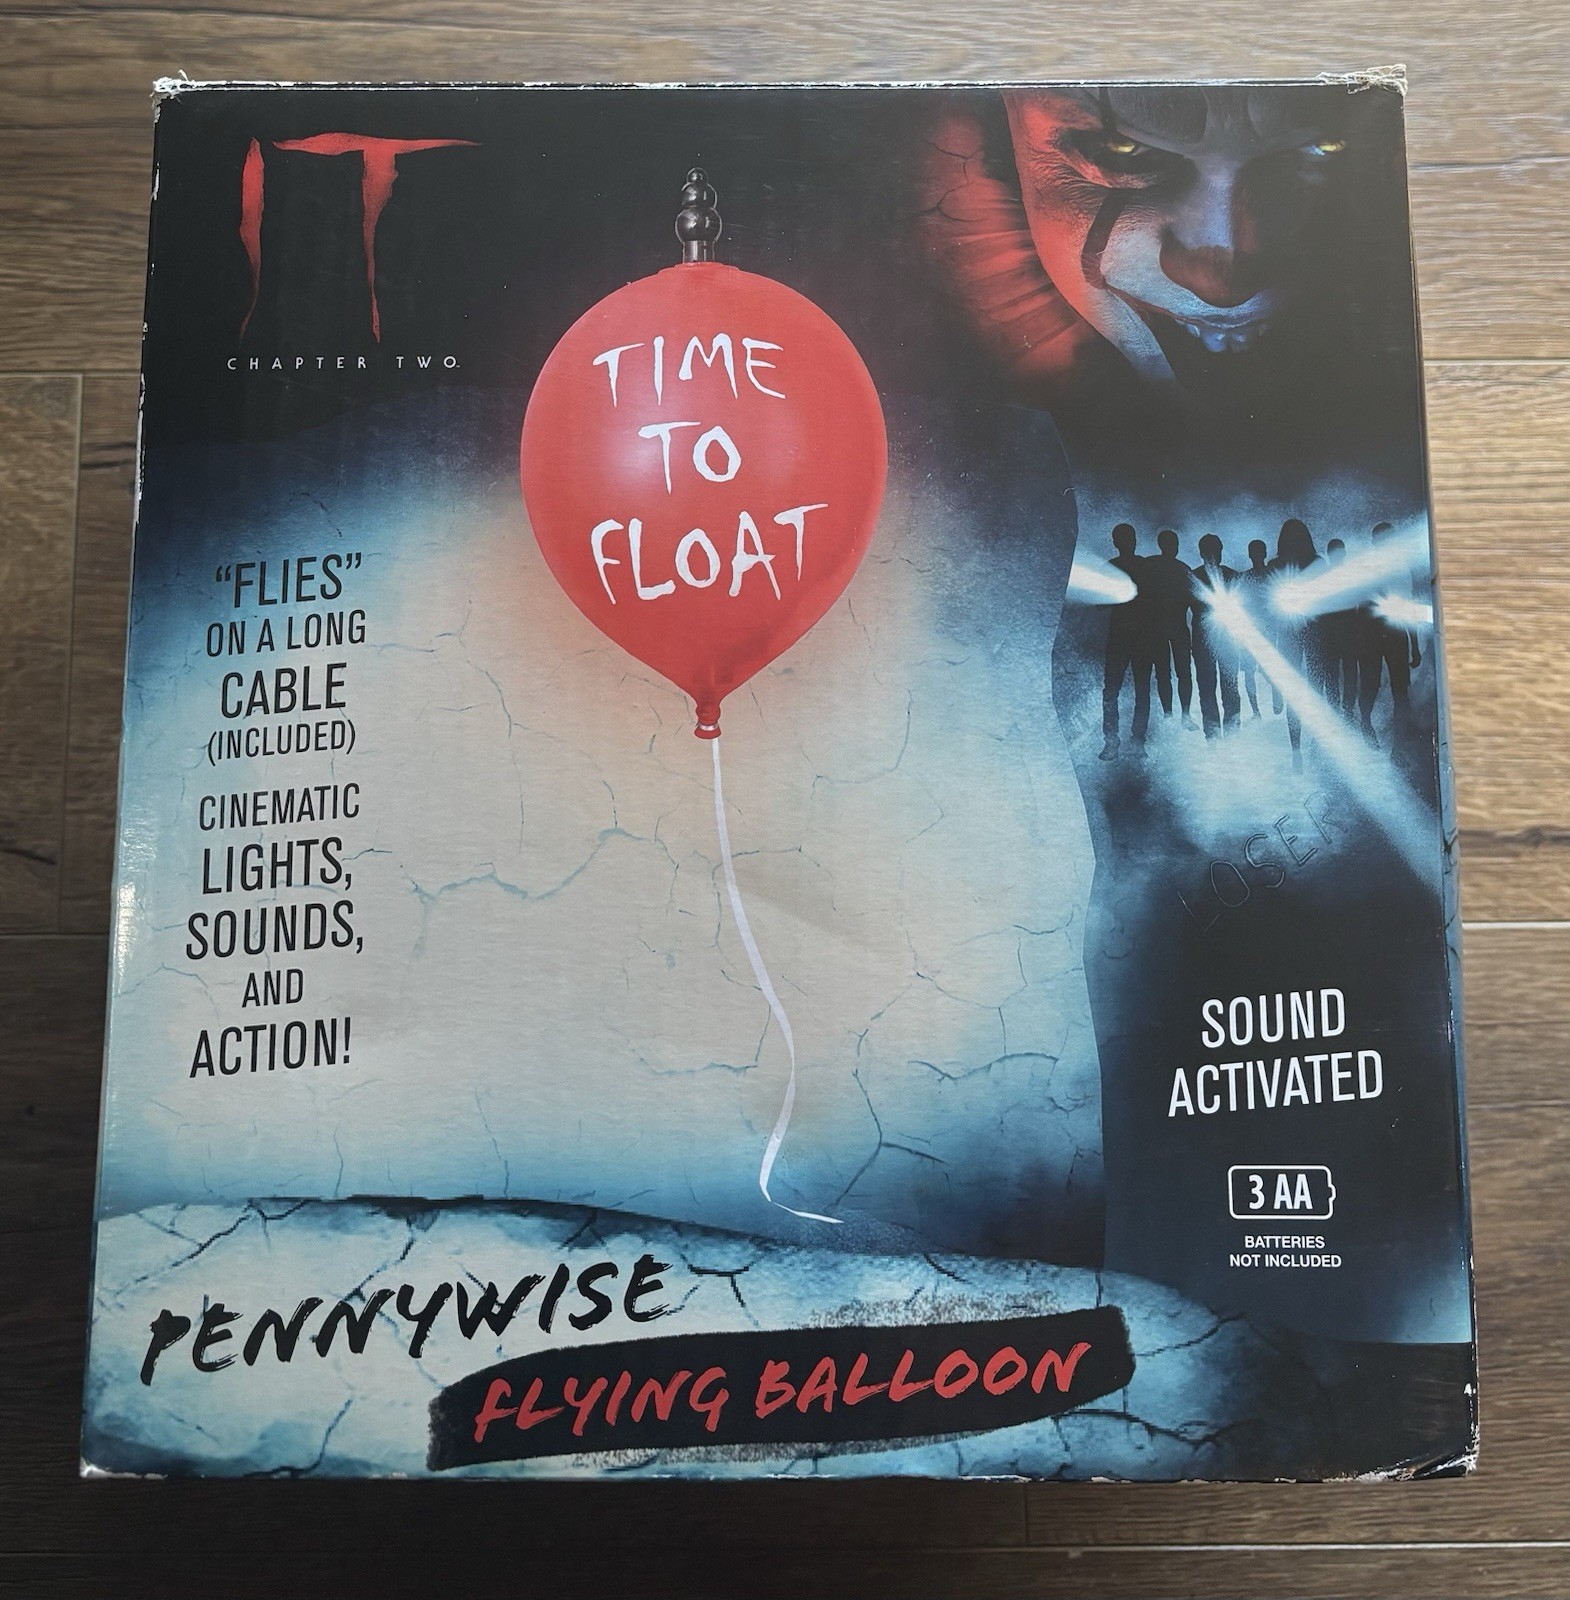 IT
CHAPTER TWO
TIME
TO
FLOAT
“FLIES”
ON A LONG
CABLE
(INCLUDED)
CINEMATIC
LIGHTS,
SOUNDS,
AND
ACTION!
LOSER
SOUND
ACTIVATED
3 AA
BATTERIES
NOT INCLUDED
PENNYWISE
FLYING BALLOON